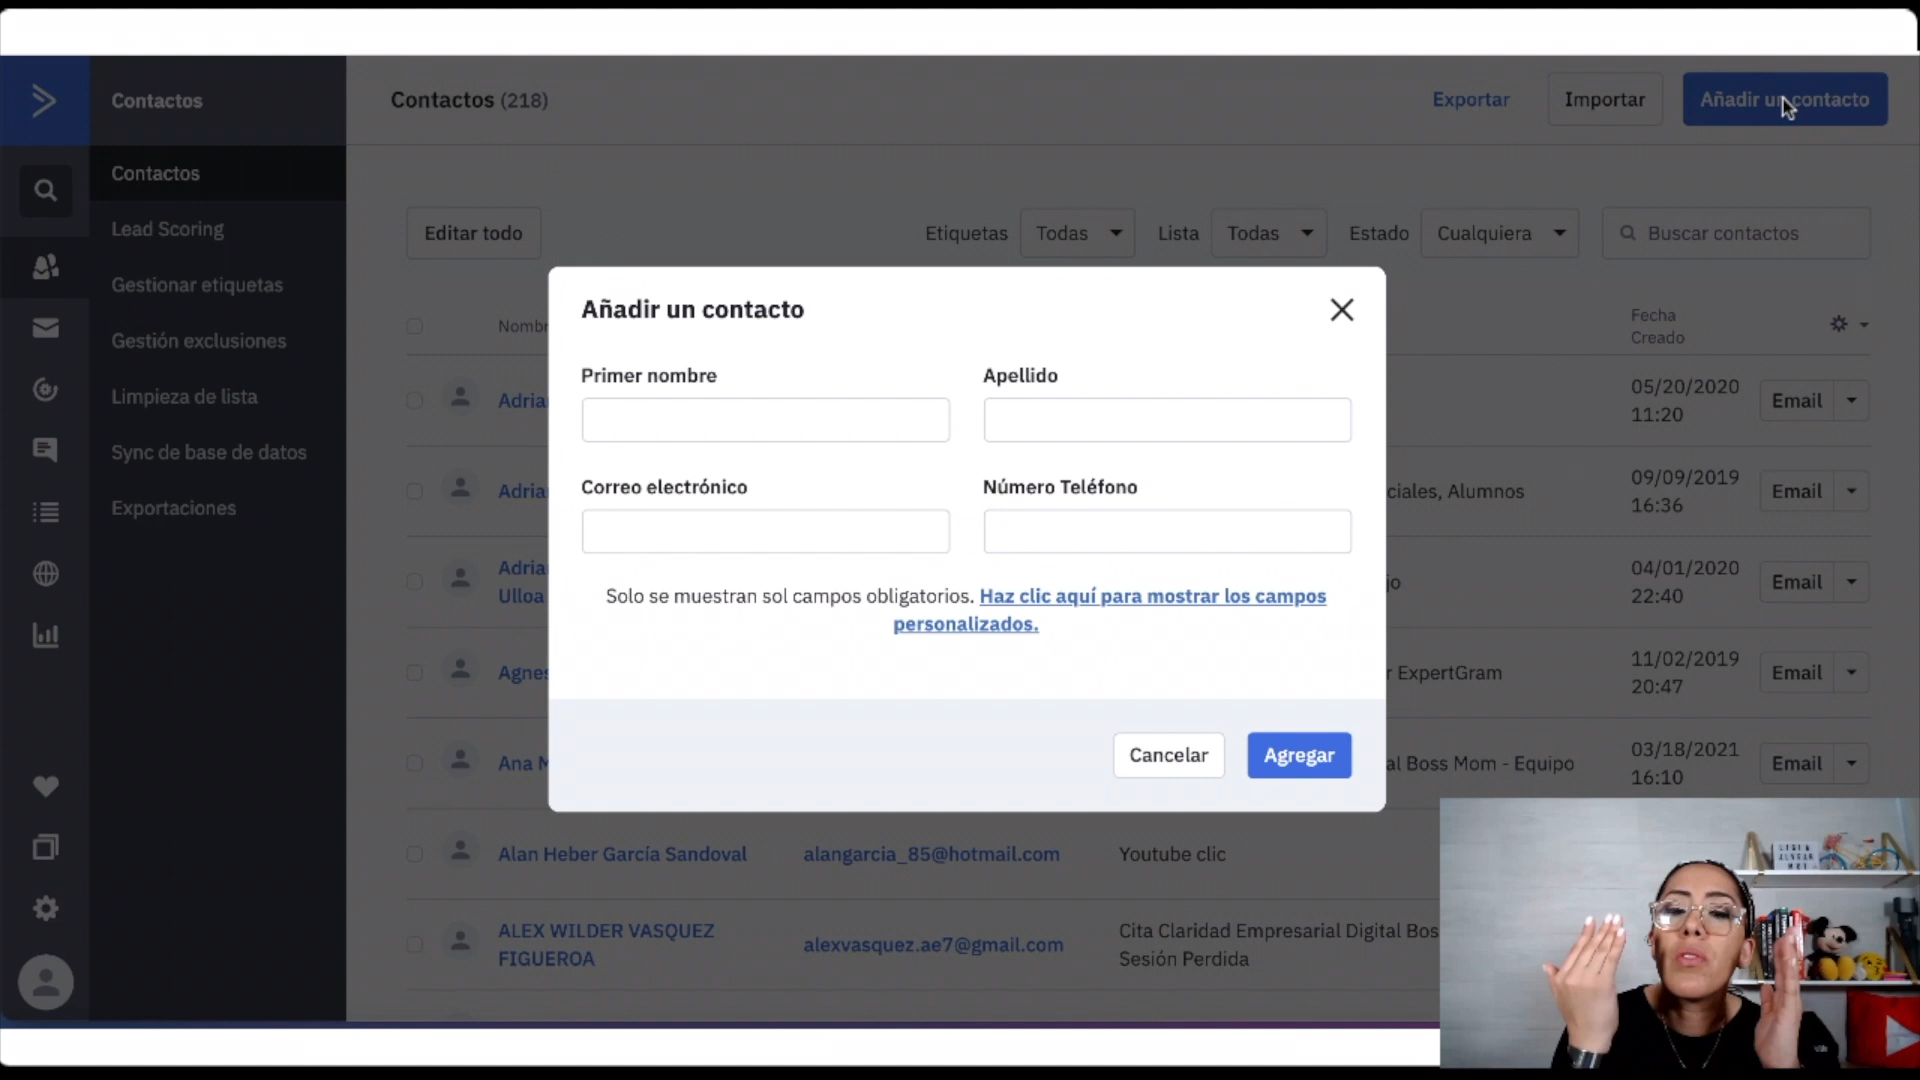 Contactos
Contactos (218)
Exportar
Importar
Añadir un contacto
Contactos
Lead Scoring
Gestionar etiquetas
Gestión exclusiones
Limpieza de lista
Sync de base de datos
Exportaciones
Editar todo
Etiquetas
Todas
Lista
Todas
Estado
Cualquiera
Buscar contactos
Fecha
Creado
Añadir un contacto
Primer nombre
Apellido
Correo electrónico
Número Teléfono
Solo se muestran sol campos obligatorios. Haz clic aquí para mostrar los campos
personalizados.
Cancelar
Agregar
05/20/2020
11:20
Email
ciales, Alumnos
09/09/2019
16:36
Email
Ulloa
04/01/2020
22:40
Email
r ExpertGram
11/02/2019
20:47
Email
al Boss Mom - Equipo
03/18/2021
16:10
Email
Alan Heber García Sandoval
alangarcia_85@hotmail.com
Youtube clic
ALEX WILDER VASQUEZ
FIGUEROA
alexvasquez.ae7@gmail.com
Cita Claridad Empresarial Digital Bos
Sesión Perdida